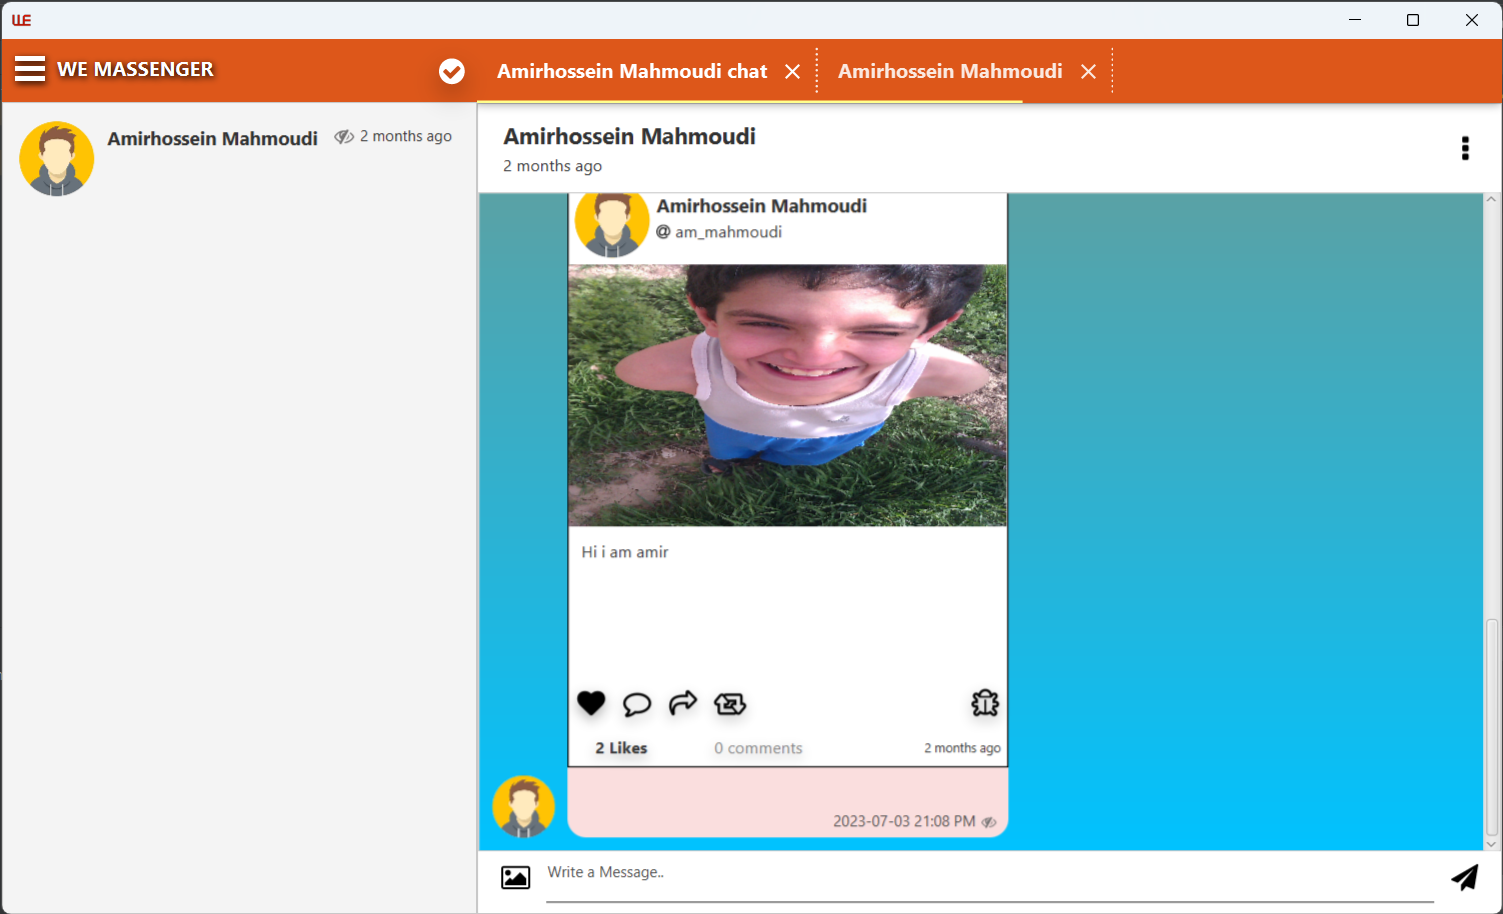 WE
WE MASSENGER
Amirhossein Mahmoudi chat
Amirhossein Mahmoudi
Amirhossein Mahmoudi
2 months ago
Amirhossein Mahmoudi
2 months ago
Amirhossein Mahmoudi
@ am_mahmoudi
Hi i am amir
2 Likes
0 comments
2 months ago
2023-07-03 21:08 PM
Write a Message..